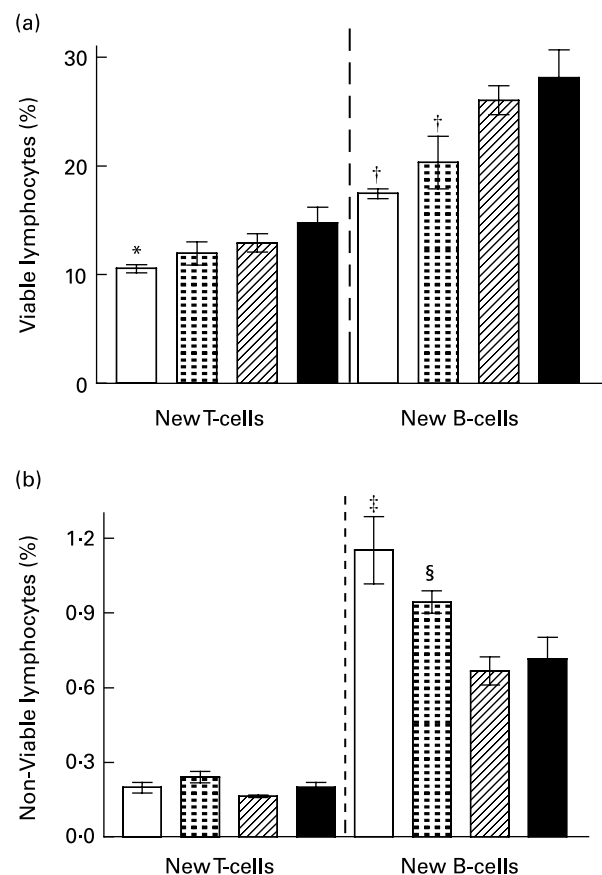 (a)
Viable lymphocytes (%)
30
20
10
0
*
†
†
New T-cells
New B-cells
(b)
Non-Viable lymphocytes (%)
1·2
0·9
0·6
0·3
0·0
‡
§
New T-cells
New B-cells